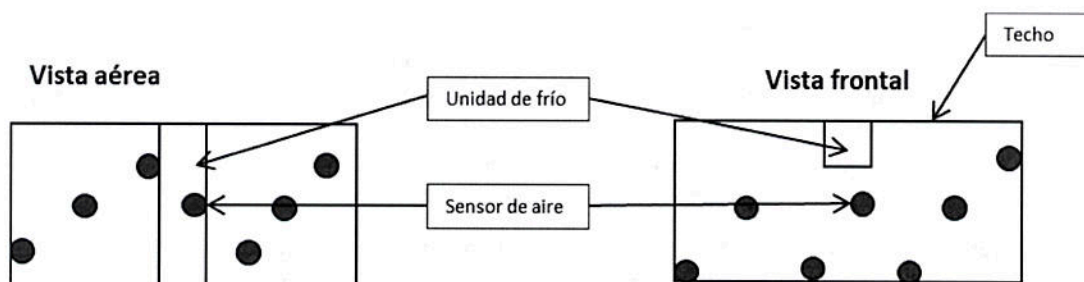 Techo
Vista aérea
Unidad de frío
Vista frontal
Sensor de aire